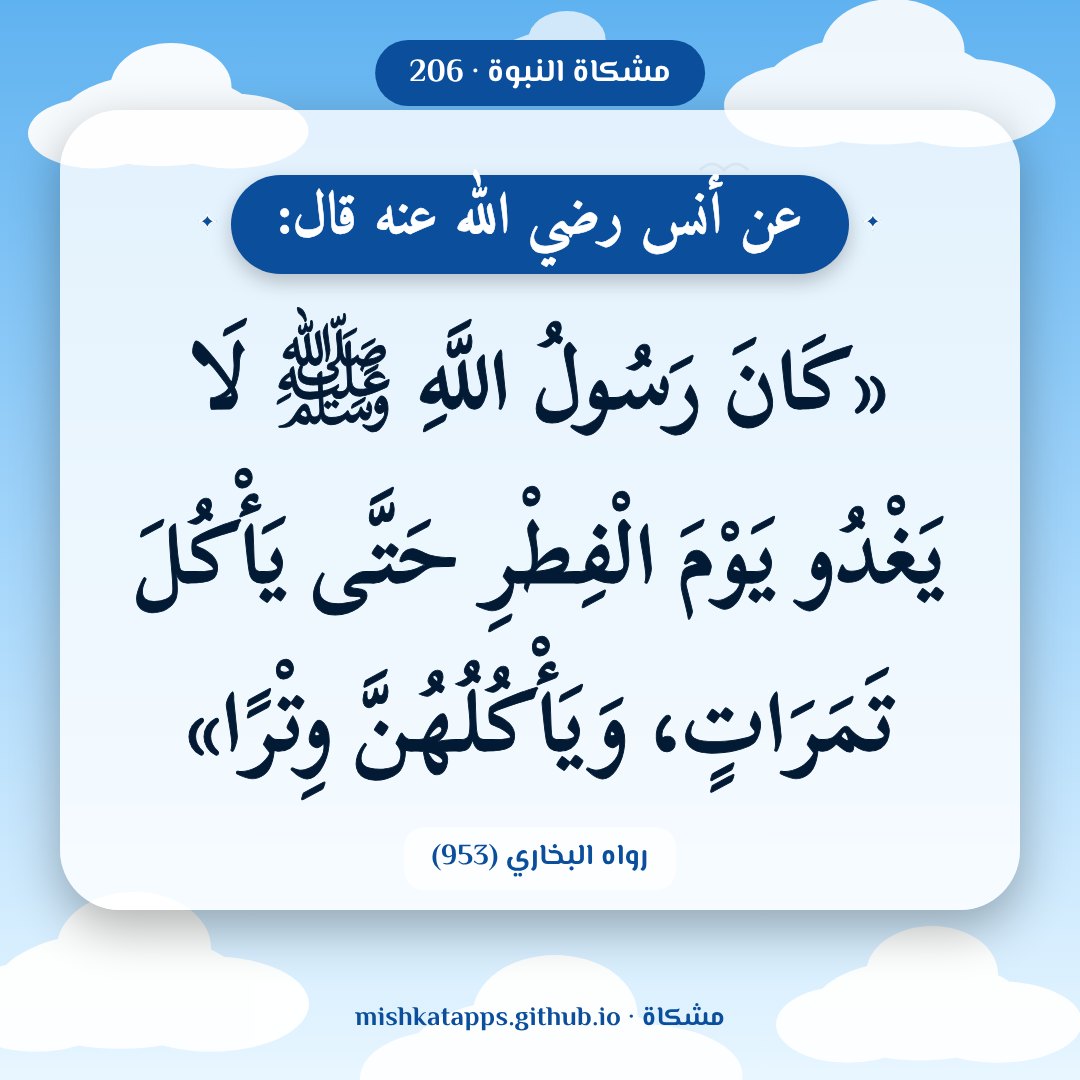 مشكاة النبوة · 206
عن أنس رضي الله عنه قال:
«كَانَ رَسُولُ اللَّهِ ﷺ لَا
يَغْدُو يَوْمَ الْفِطْرِ حَتَّى يَأْكُلَ
تَمَرَاتٍ، وَيَأْكُلُهُنَّ وِتْرًا»
رواه البخاري (953)
مشكاة · mishkatapps.github.io